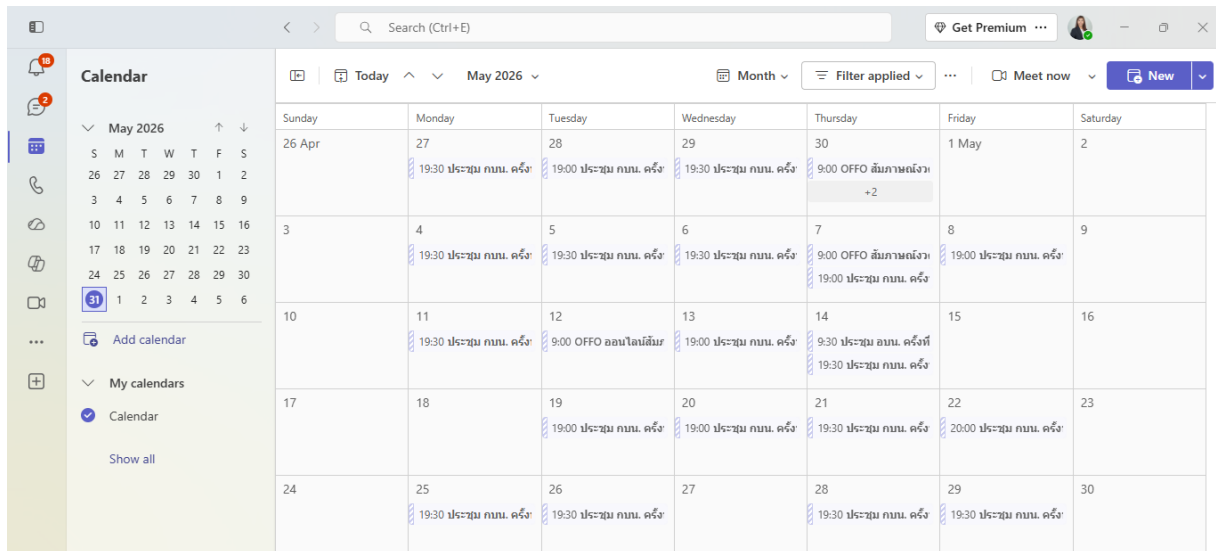 Search (Ctrl+E)
Get Premium
18
Calendar
Today
May 2026
Month
Filter applied
Meet now
New
2
May 2026
S M T W T F S
26 27 28 29 30 1 2
3 4 5 6 7 8 9
10 11 12 13 14 15 16
17 18 19 20 21 22 23
24 25 26 27 28 29 30
31 1 2 3 4 5 6
Add calendar
My calendars
Calendar
Show all
Sunday Monday Tuesday Wednesday Thursday Friday Saturday
26 Apr 27 28 29 30 1 May 2
19:30 ประชุม กบน. ครั้ง 19:00 ประชุม กบน. ครั้ง 19:30 ประชุม กบน. ครั้ง 9:00 OFFO สัมภาษณ์งว
+2
3 4 5 6 7 8 9
19:30 ประชุม กบน. ครั้ง 19:30 ประชุม กบน. ครั้ง 19:30 ประชุม กบน. ครั้ง 9:00 OFFO สัมภาษณ์งว 19:00 ประชุม กบน. ครั้ง
19:00 ประชุม กบน. ครั้ง
10 11 12 13 14 15 16
19:30 ประชุม กบน. ครั้ง 9:00 OFFO ออนไลน์สัมภ 19:00 ประชุม กบน. ครั้ง 9:30 ประชุม อบน. ครั้งที่
19:30 ประชุม กบน. ครั้ง
17 18 19 20 21 22 23
19:00 ประชุม กบน. ครั้ง 19:00 ประชุม กบน. ครั้ง 19:30 ประชุม กบน. ครั้ง 20:00 ประชุม กบน. ครั้ง
24 25 26 27 28 29 30
19:30 ประชุม กบน. ครั้ง 19:30 ประชุม กบน. ครั้ง 19:30 ประชุม กบน. ครั้ง 19:30 ประชุม กบน. ครั้ง